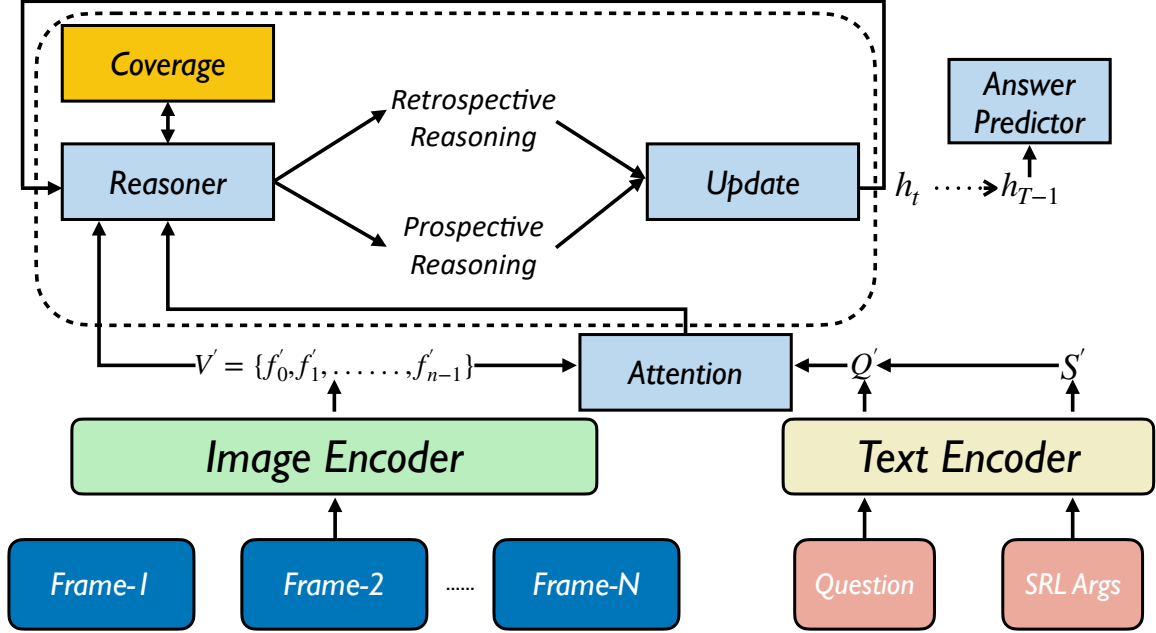 Coverage
Retrospective
Reasoning
Answer
Predictor
Reasoner
Update
h_t ......> h_{T−1}
Prospective
Reasoning
V′ = {f′_0, f′_1, . . . . . . , f′_{n−1}}
Attention
Q′
S′
Image Encoder
Text Encoder
Frame-1
Frame-2
......
Frame-N
Question
SRL Args